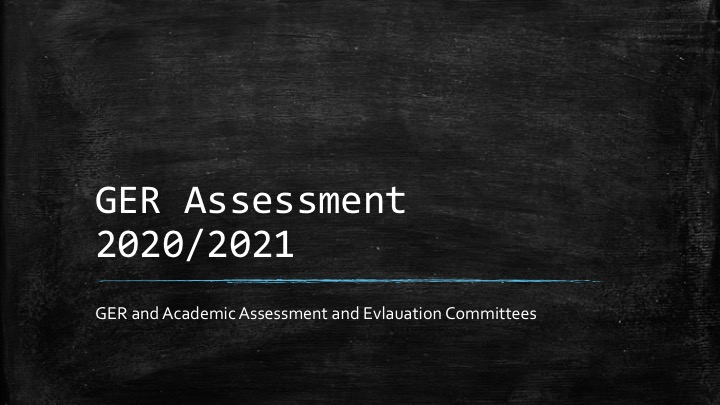 GER Assessment
2020/2021
GER and Academic Assessment and Evlauation Committees